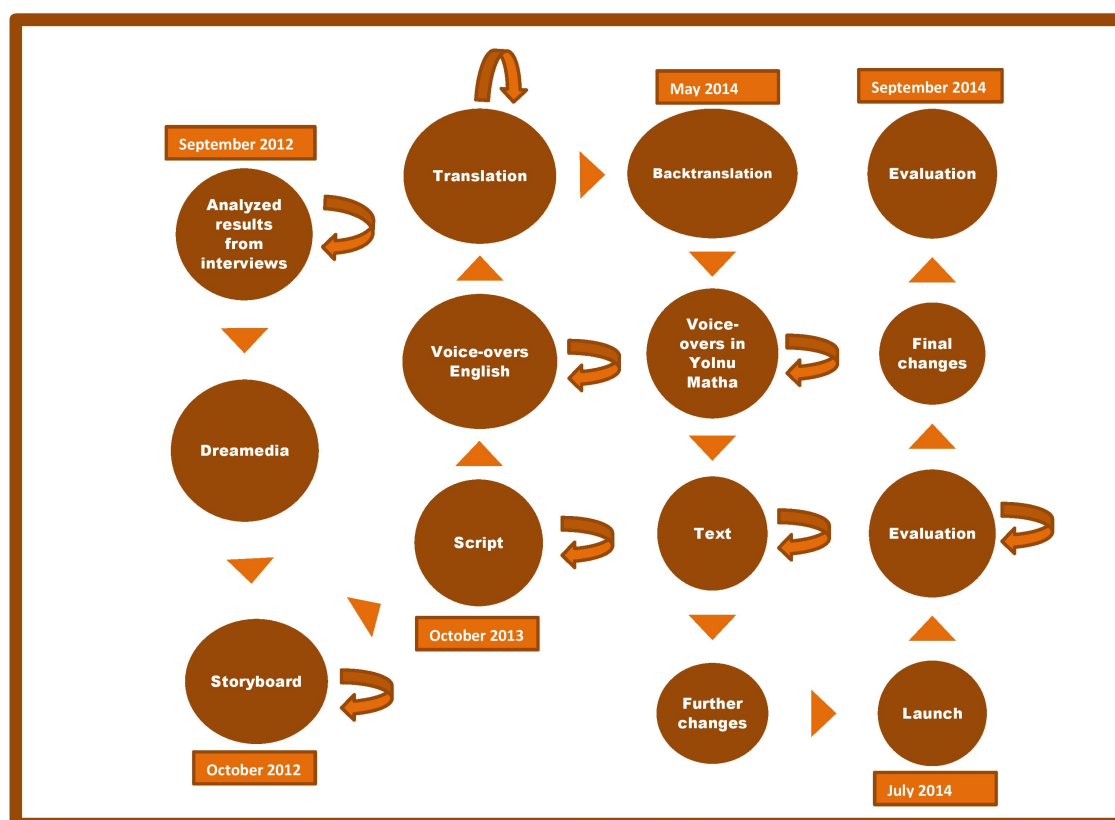 September 2012
Analyzed
results
from
interviews
Dreamedia
Storyboard
October 2012
Script
October 2013
Voice-overs
English
Translation
May 2014
Backtranslation
Voice-
overs in
Yolnu
Matha
Text
Further
changes
Launch
July 2014
Evaluation
Final
changes
September 2014
Evaluation